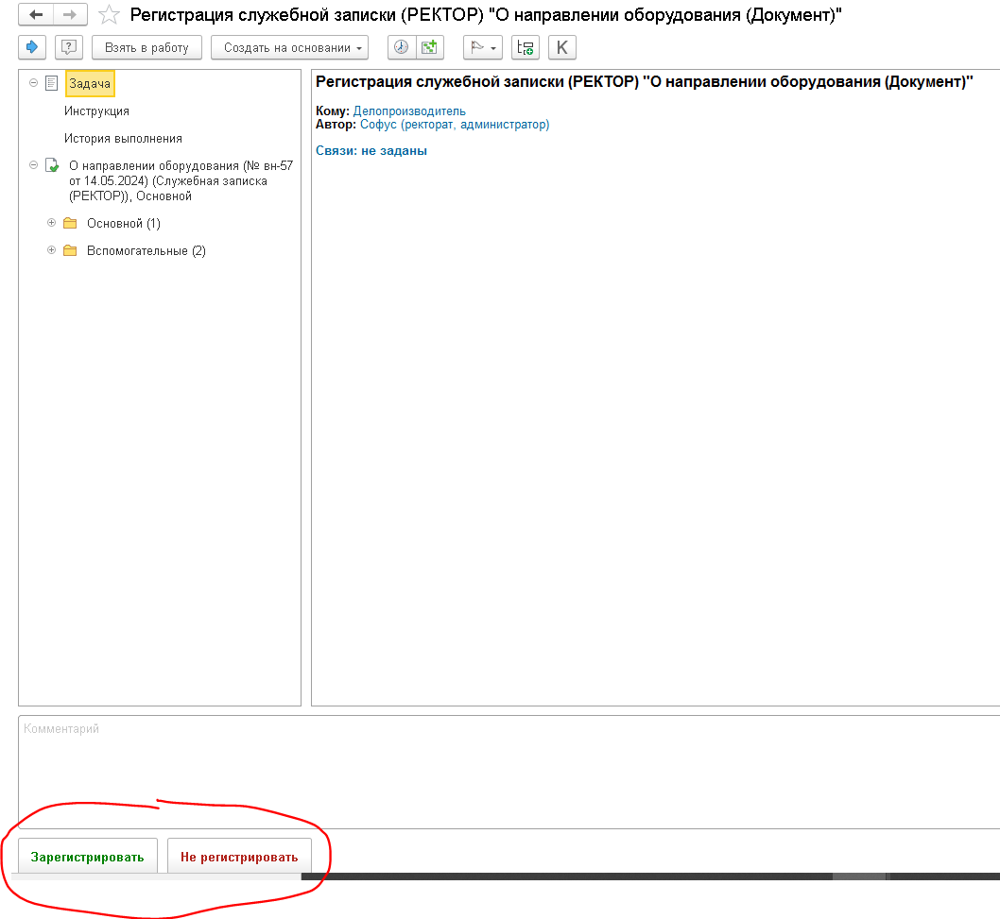 Регистрация служебной записки (РЕКТОР) "О направлении оборудования (Документ)"
Взять в работу
Создать на основании
К
Задача
Инструкция
История выполнения
О направлении оборудования (№ вн-57
от 14.05.2024) (Служебная записка
(РЕКТОР)), Основной
Основной (1)
Вспомогательные (2)
Регистрация служебной записки (РЕКТОР) "О направлении оборудования (Документ)"
Кому: Делопроизводитель
Автор: Софус (ректорат, администратор)
Связи: не заданы
Комментарий
Зарегистрировать
Не регистрировать